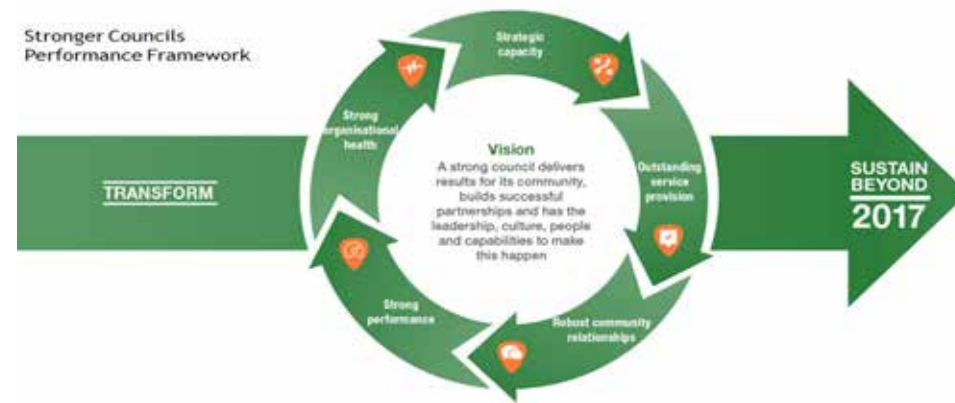 Stronger Councils
Performance Framework
Strategic
capacity
Strong
organisational
health
Vision
A strong council delivers
results for its community,
builds successful
partnerships and has the
leadership, culture, people
and capabilities to make
this happen
Outstanding
service
provision
TRANSFORM
SUSTAIN
BEYOND
2017
Strong
performance
Robust community
relationships